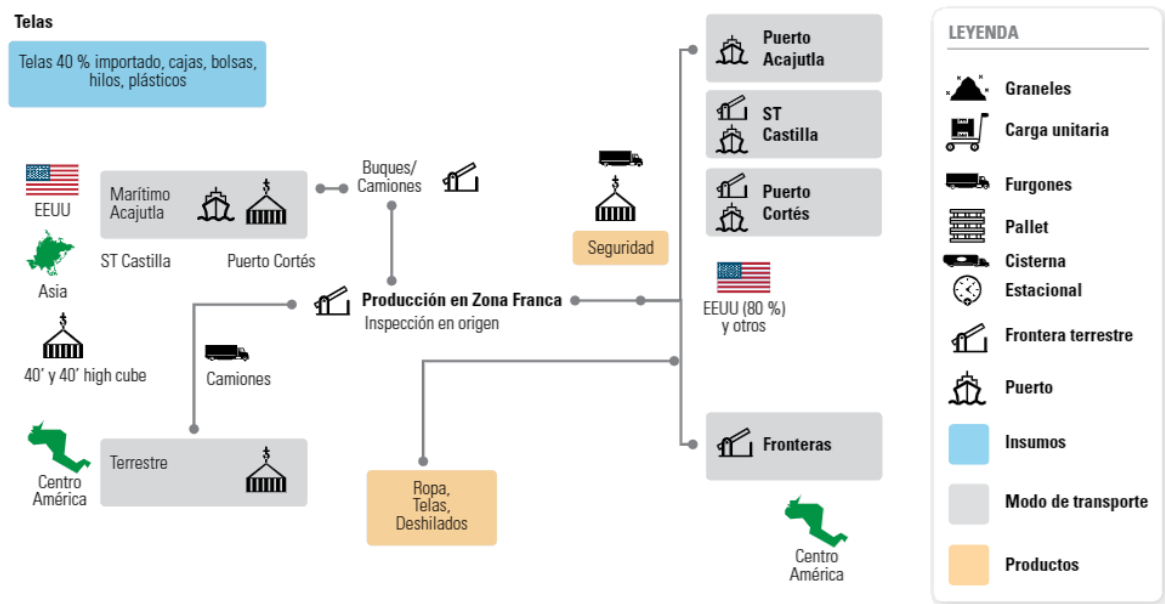 Telas
Telas 40 % importado, cajas, bolsas,
hilos, plásticos
EEUU
Asia
40' y 40' high cube
Centro
América
Marítimo
Acajutla
ST Castilla
Puerto Cortés
Terrestre
Buques/
Camiones
Camiones
Producción en Zona Franca
Inspección en origen
Ropa,
Telas,
Deshilados
Seguridad
Puerto
Acajutla
ST
Castilla
Puerto
Cortés
EEUU (80 %)
y otros
Fronteras
Centro
América
LEYENDA
Graneles
Carga unitaria
Furgones
Pallet
Cisterna
Estacional
Frontera terrestre
Puerto
Insumos
Modo de transporte
Productos